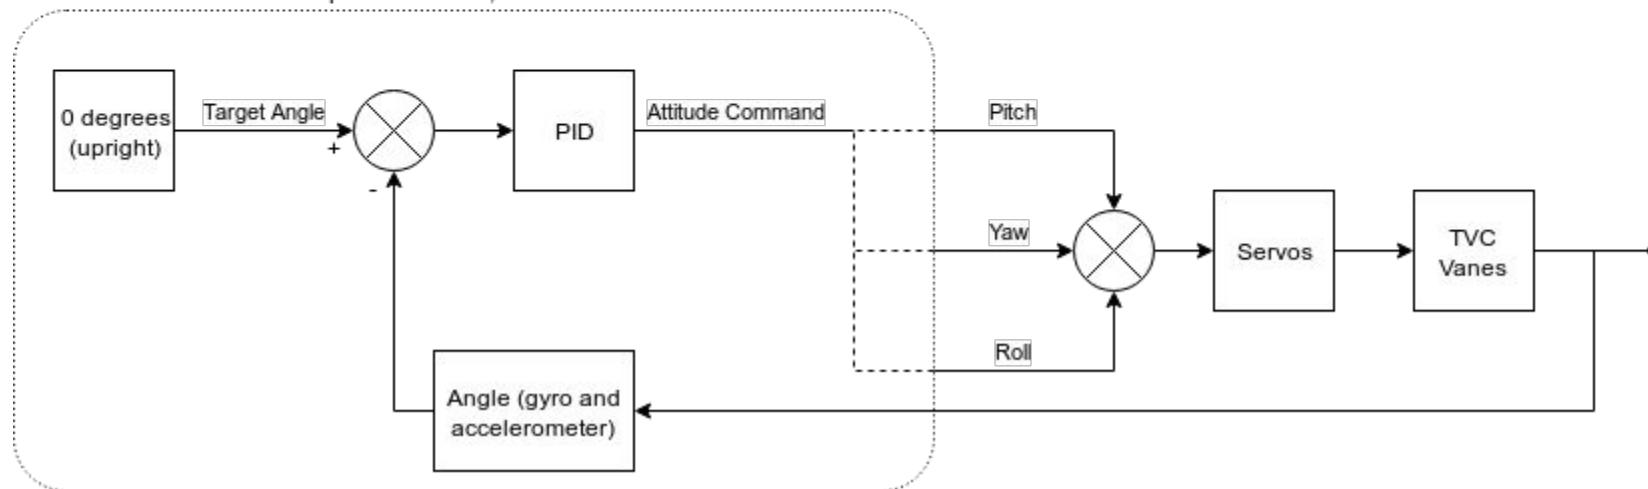 0 degrees
(upright)
Target Angle
+
-
PID
Attitude Command
Pitch
Yaw
Roll
Servos
TVC
Vanes
Angle (gyro and
accelerometer)